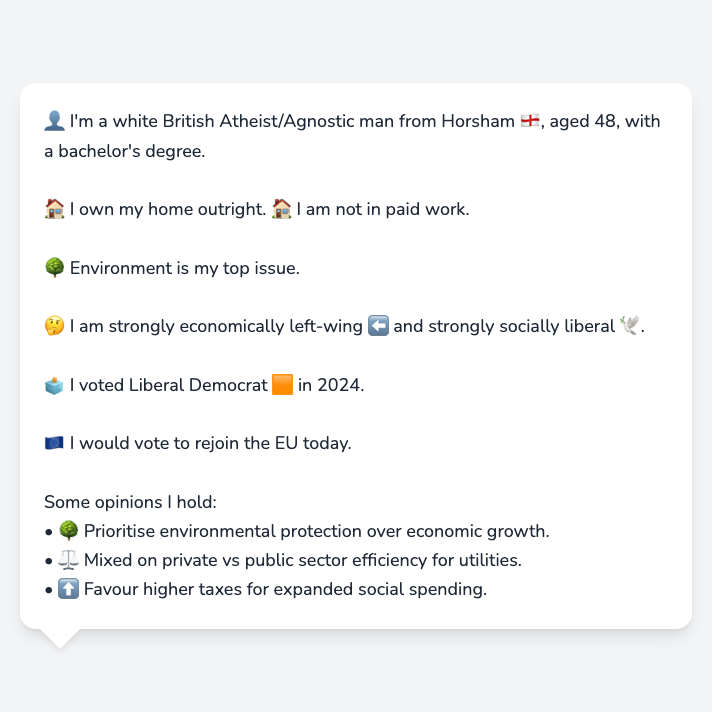 👤 I'm a white British Atheist/Agnostic man from Horsham 🏴󠁧󠁢󠁥󠁮󠁧󠁿, aged 48, with
a bachelor's degree.
🏠 I own my home outright. 🏠 I am not in paid work.
🌳 Environment is my top issue.
🤔 I am strongly economically left-wing ⬅️ and strongly socially liberal 🕊️.
🗳️ I voted Liberal Democrat 🟧 in 2024.
🇪🇺 I would vote to rejoin the EU today.
Some opinions I hold:
• 🌳 Prioritise environmental protection over economic growth.
• ⚖️ Mixed on private vs public sector efficiency for utilities.
• ⬆️ Favour higher taxes for expanded social spending.